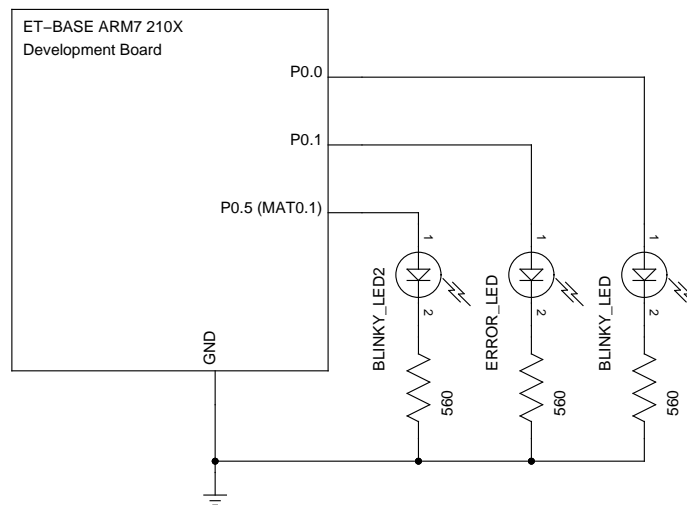 ET−BASE ARM7 210X
Development Board
P0.0
P0.1
P0.5 (MAT0.1)
1
1
1
BLINKY_LED2
ERROR_LED
BLINKY_LED
2
2
2
GND
560
560
560